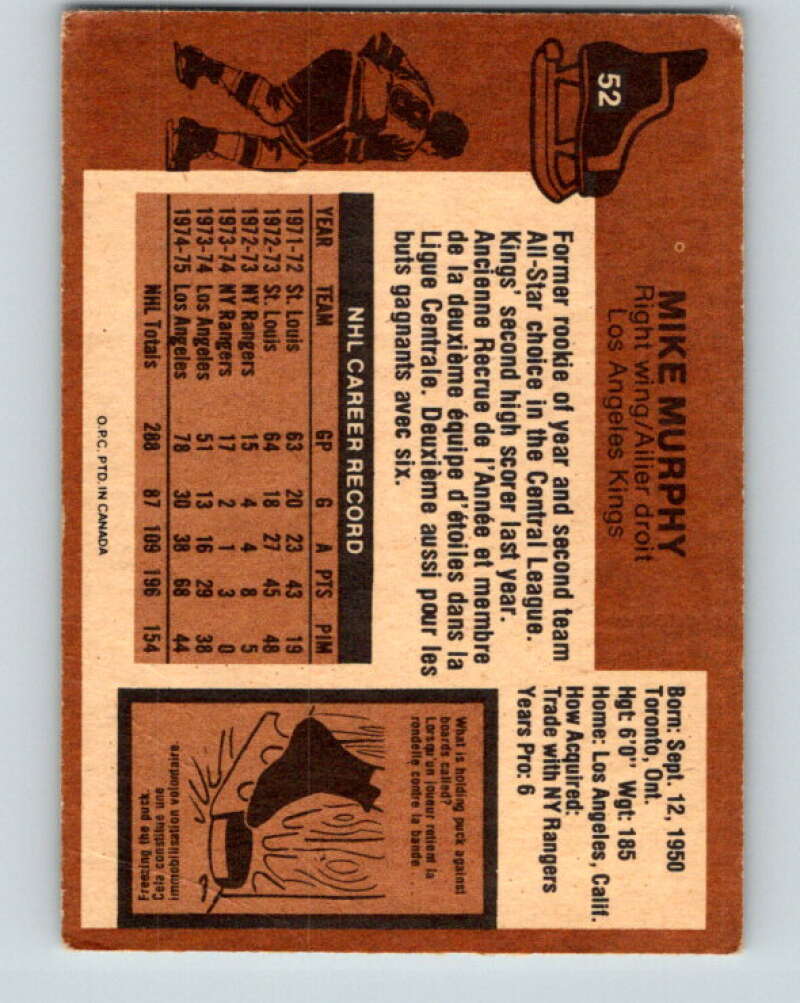 52
MIKE MURPHY
Right wing/Ailier droit
Los Angeles Kings
Born: Sept. 12, 1950
Toronto, Ont.
Hgt: 6'0" Wgt: 185
Home: Los Angeles, Calif.
How Acquired:
Trade with NY Rangers
Years Pro: 6
Former rookie of year and second team
All-Star choice in the Central League.
Kings' second high scorer last year.
Ancienne Recrue de l'Année et membre
de la deuxième équipe d'étoiles dans la
Ligue Centrale. Deuxième aussi pour les
buts gagnants avec six.
NHL CAREER RECORD
YEAR TEAM GP G A PTS PIM
1971-72 St. Louis 63 20 23 43 19
1972-73 St. Louis 64 18 27 45 48
1972-73 NY Rangers 15 4 4 8 5
1973-74 NY Rangers 17 2 1 3 0
1973-74 Los Angeles 51 13 16 29 38
1974-75 Los Angeles 78 30 38 68 44
NHL Totals 288 87 109 196 154
What is holding puck against
boards called?
Lorsqu'un joueur retient la
rondelle contre la bande ...
Freezing the puck.
Cela constitue une
immobilisation volontaire.
O.P.C. PTD. IN CANADA